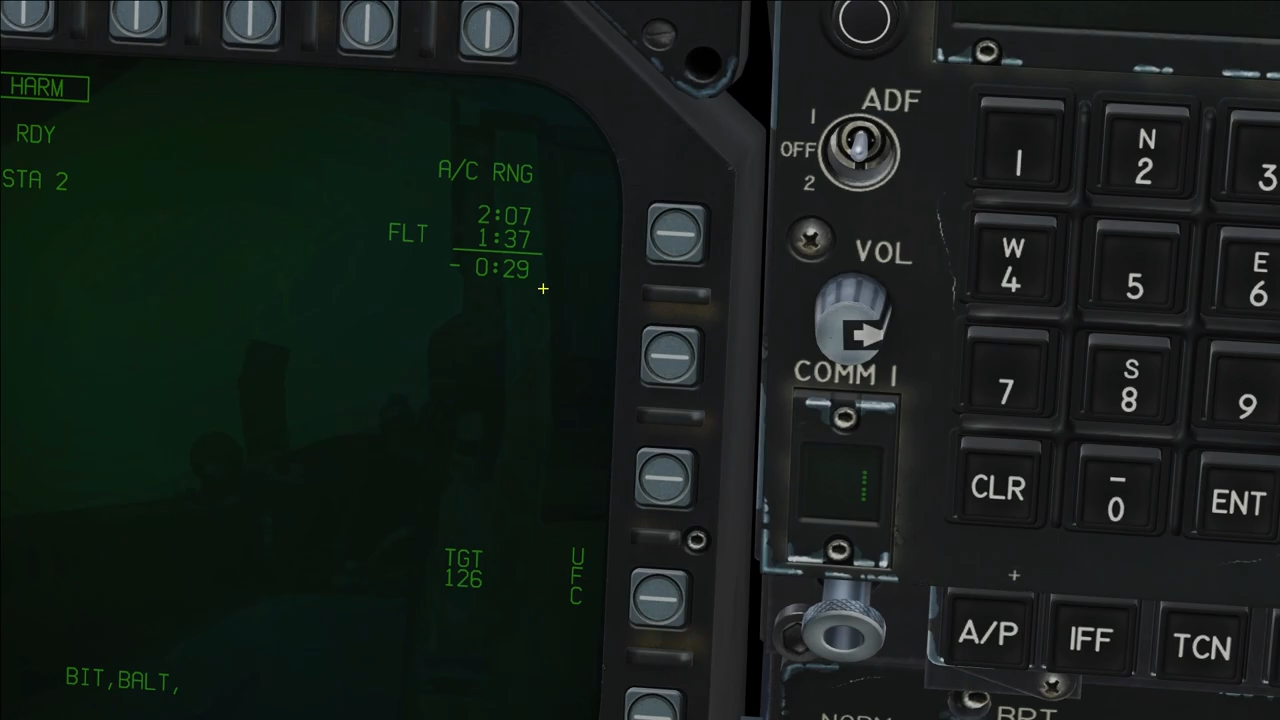 HARM
RDY
STA 2
A/C RNG
2:07
FLT 1:37
- 0:29
TGT
126
U
F
C
BIT,BALT,
ADF
1
OFF
2
VOL
COMM 1
1
N
2
3
W
4
5
E
6
7
S
8
9
CLR
-
0
ENT
A/P
IFF
TCN